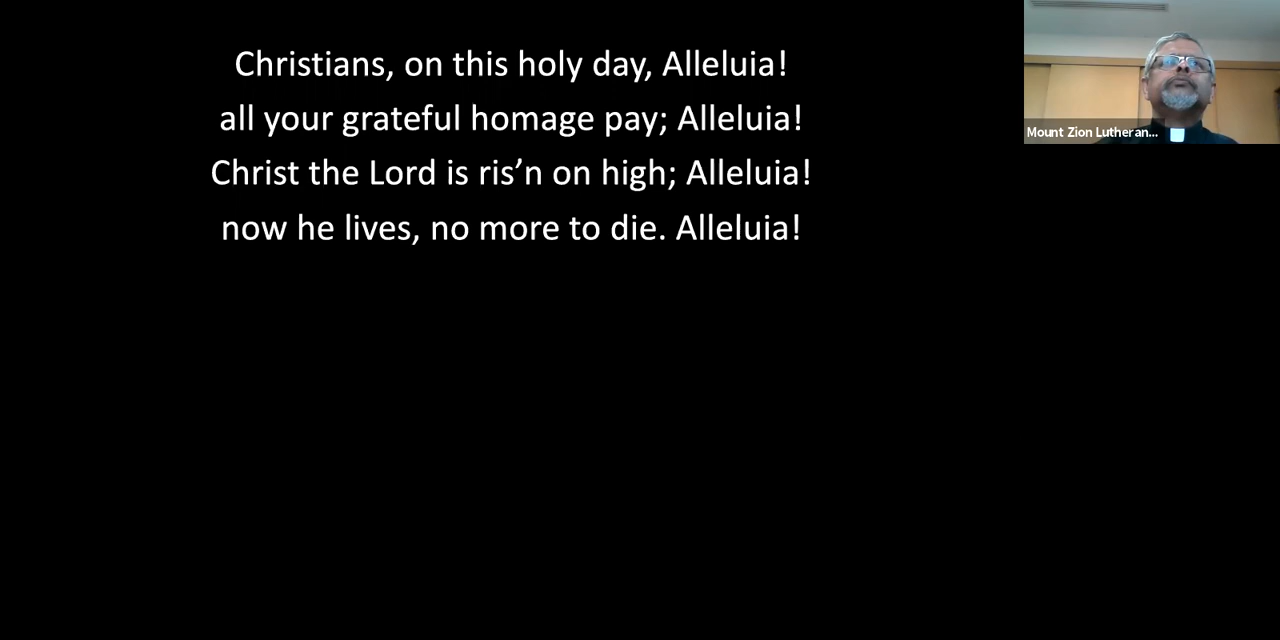 Christians, on this holy day, Alleluia!
all your grateful homage pay; Alleluia!
Christ the Lord is ris’n on high; Alleluia!
now he lives, no more to die. Alleluia!
Mount Zion Lutheran...